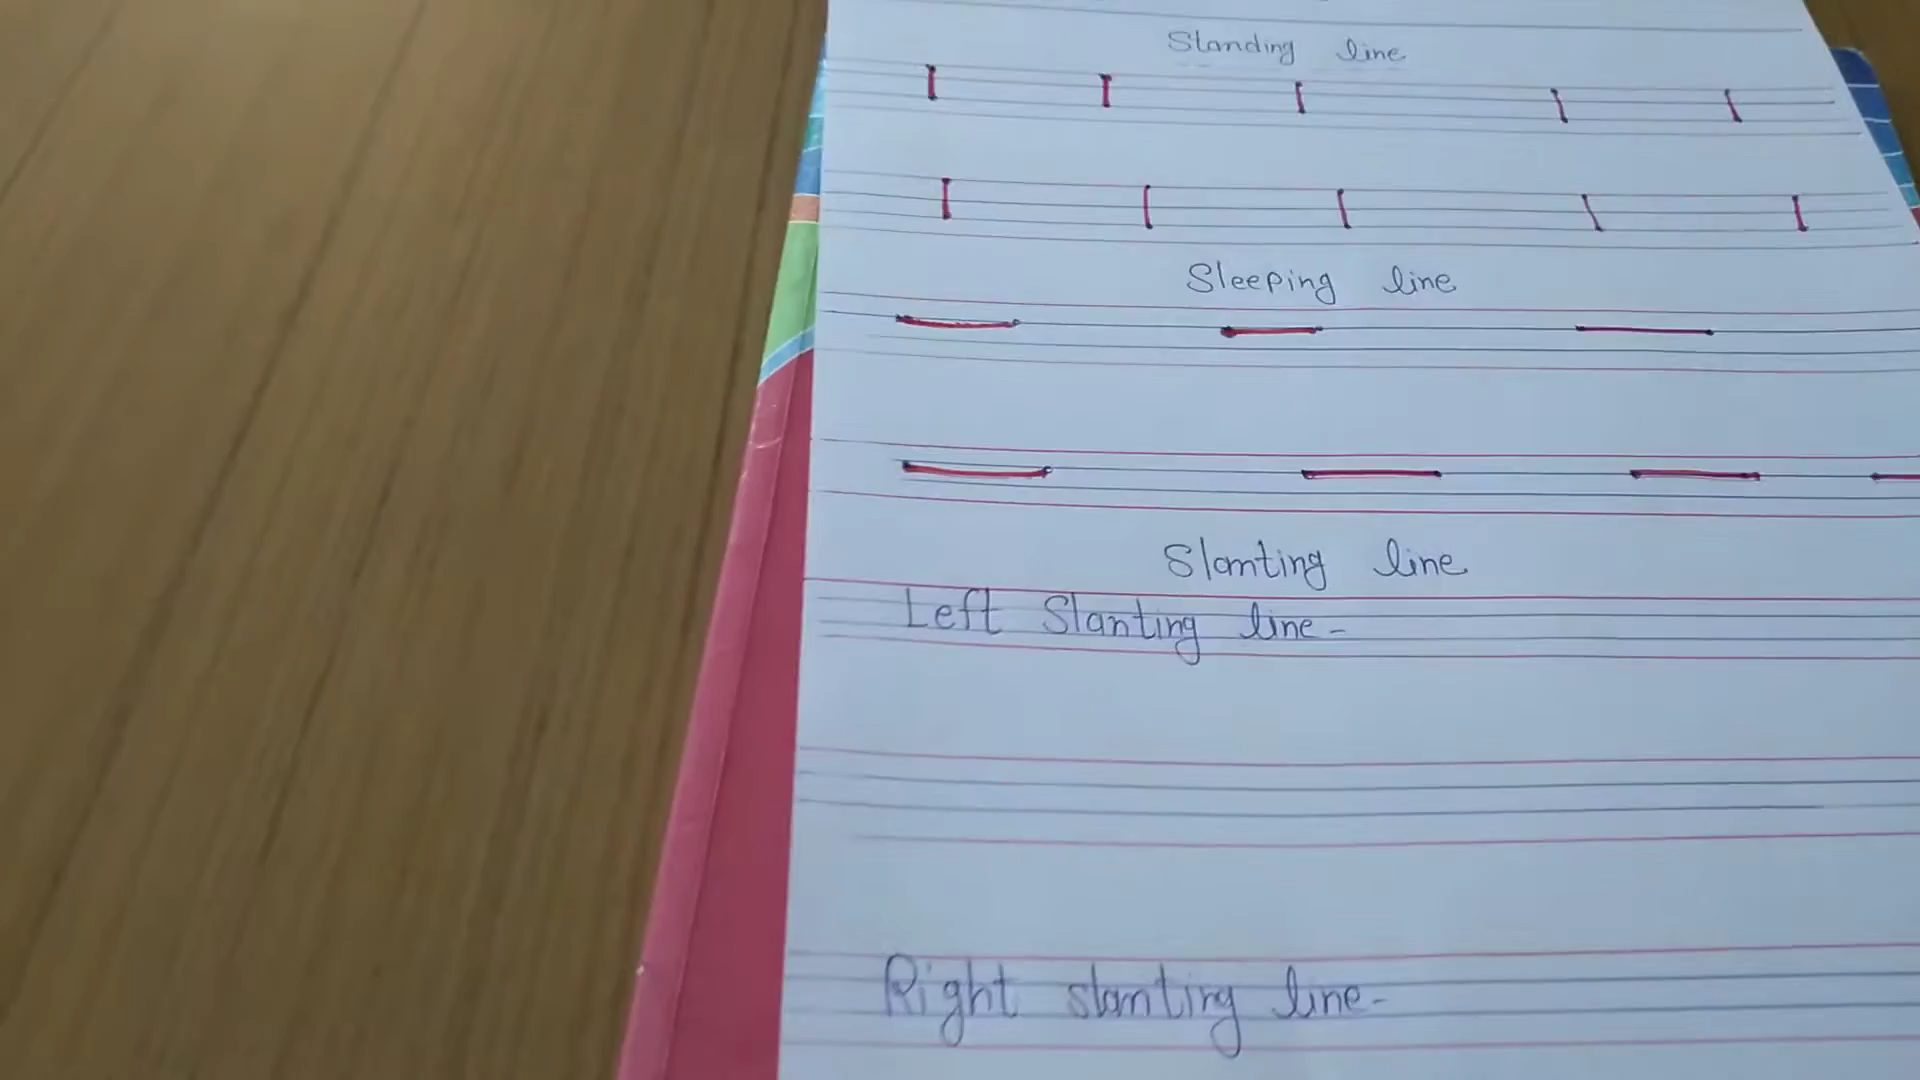 Standing line
Sleeping line
Slanting line
Left Slanting line-
Right slanting line-